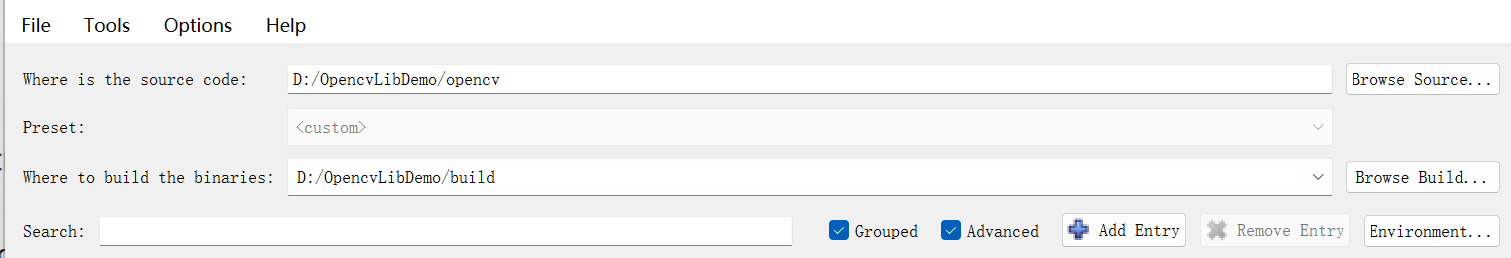 File Tools Options Help
Where is the source code: D:/OpencvLibDemo/opencv Browse Source...
Preset: <custom>
Where to build the binaries: D:/OpencvLibDemo/build Browse Build...
Search: Grouped Advanced Add Entry Remove Entry Environment...